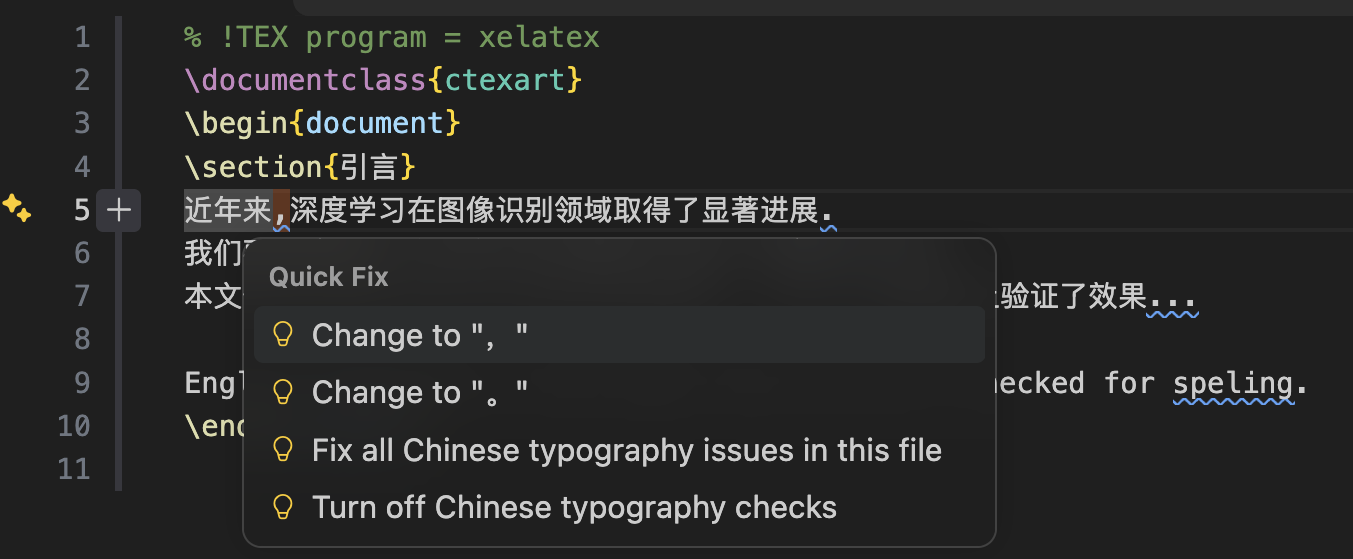 1 % !TEX program = xelatex
2 \documentclass{ctexart}
3 \begin{document}
4 \section{引言}
5 近年来,深度学习在图像识别领域取得了显著进展.
6 我们
7 本文 验证了效果...
8
9 Engl hecked for speling.
10 \end
11
Quick Fix
Change to "，"
Change to "。"
Fix all Chinese typography issues in this file
Turn off Chinese typography checks